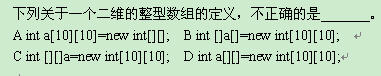 下列关于一个二维的整型数组的定义，不正确的是______。
A int a[10][10]=new int[][]; B int []a[]=new int[10][10];
C int [][]a=new int[10][10]; D int a[][]=new int[10][10];